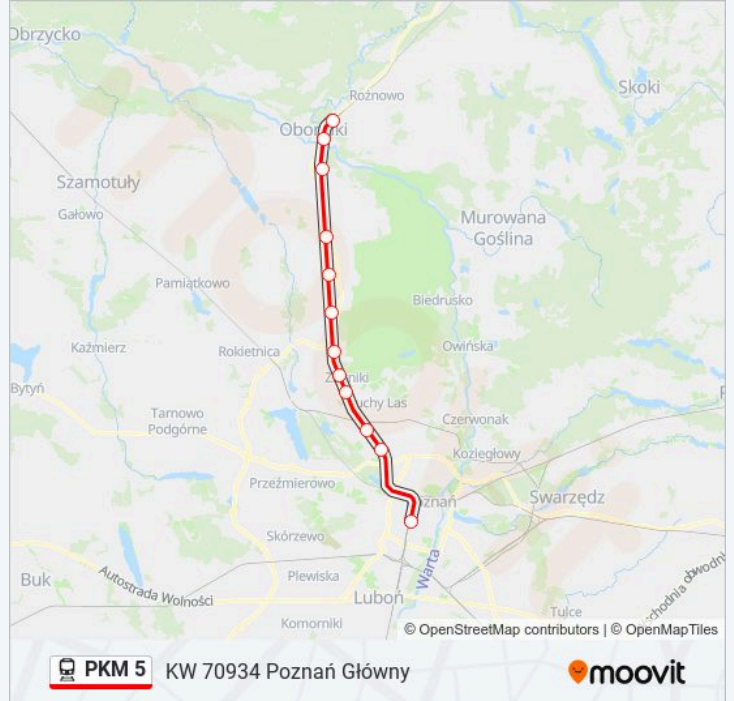 Obrzycko
Rożnowo
Skoki
Szamotuły
Gałowo
Murowana
Goślina
Pamiątkowo
Biedrusko
Kaźmierz
Rokietnica
Owińska
Bytyń
Tarnowo
Podgórne
Czerwonak
Koziegłowy
Przeźmierowo
Swarzędz
Skórzewo
Buk
Autostrada Wolności
Plewiska
Luboń
Warta
Komorniki
Tulce
© OpenStreetMap contributors | © OpenMapTiles
PKM 5
KW 70934 Poznań Główny
moovit